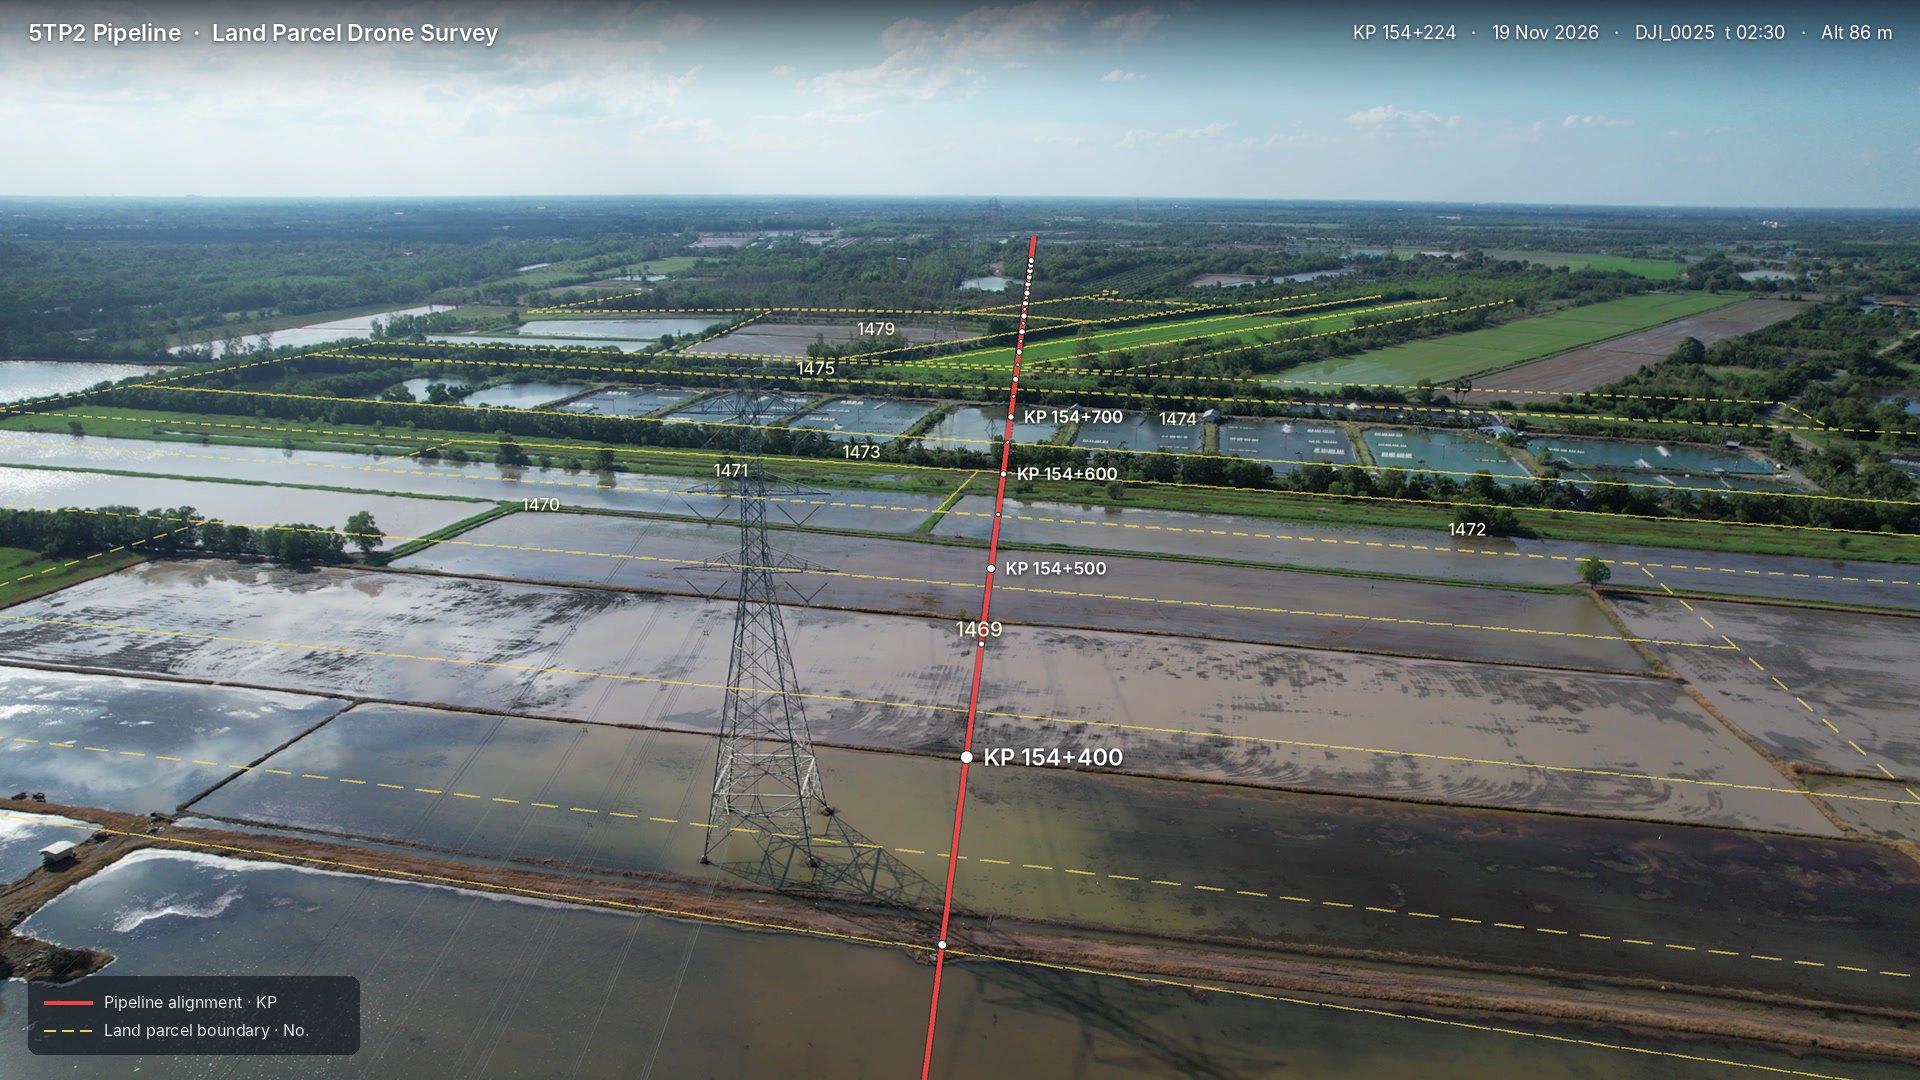 5TP2 Pipeline · Land Parcel Drone Survey
KP 154+224 · 19 Nov 2026 · DJI_0025 t 02:30 · Alt 86 m
1479
1475
KP 154+700
1474
1473
1471
KP 154+600
1470
1472
KP 154+500
1469
KP 154+400
Pipeline alignment · KP
Land parcel boundary · No.